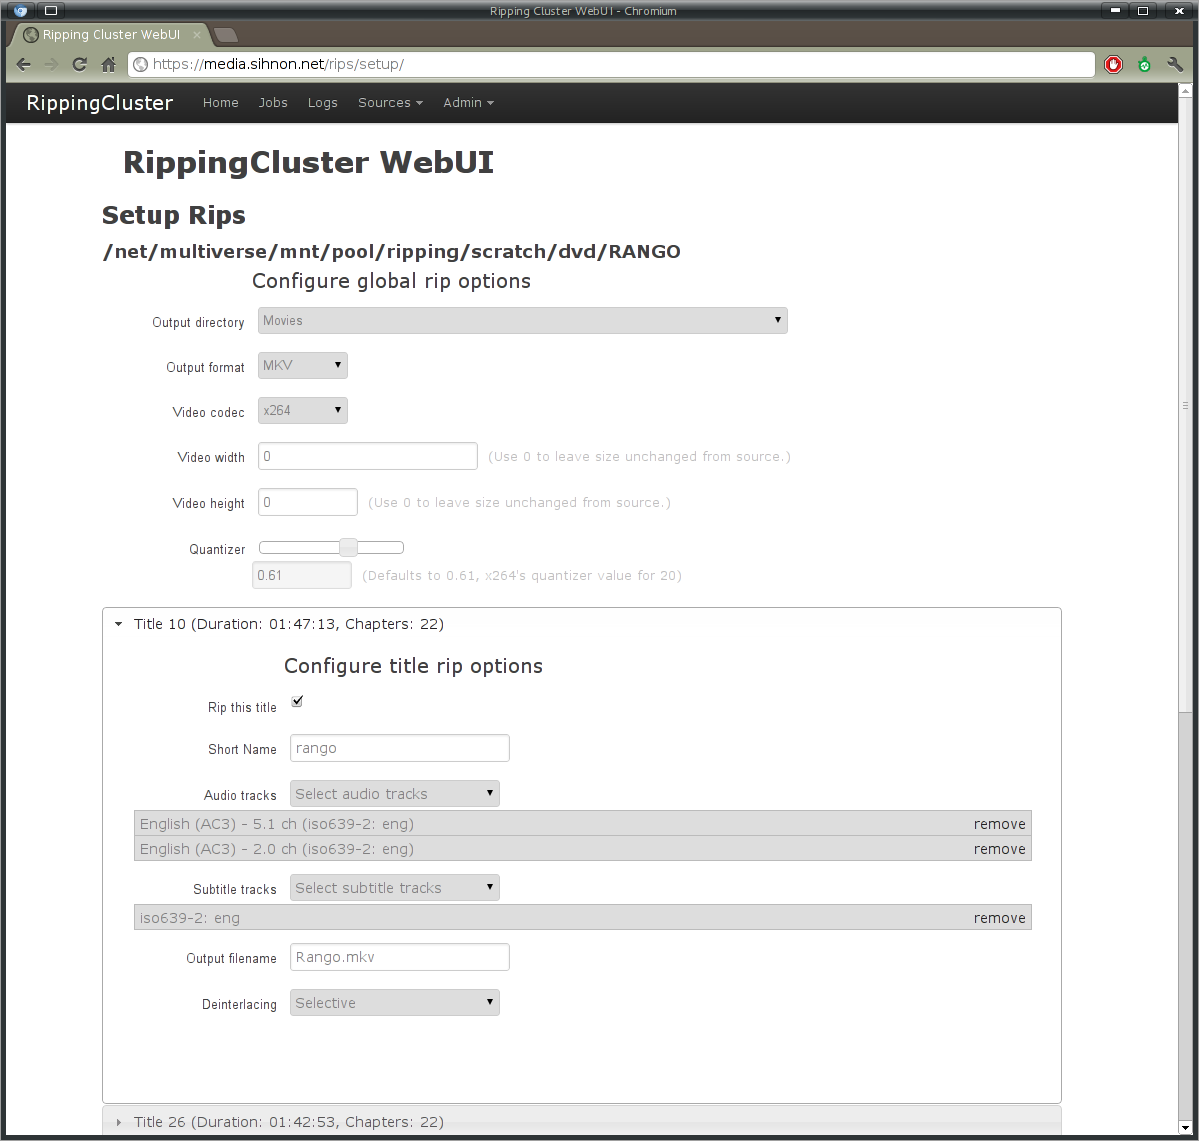 Ripping Cluster WebUI - Chromium
Ripping Cluster WebUI ×
https://media.sihnon.net/rips/setup/
RippingCluster Home Jobs Logs Sources Admin
RippingCluster WebUI
Setup Rips
/net/multiverse/mnt/pool/ripping/scratch/dvd/RANGO
Configure global rip options
Output directory Movies
Output format MKV
Video codec x264
Video width 0 (Use 0 to leave size unchanged from source.)
Video height 0 (Use 0 to leave size unchanged from source.)
Quantizer
0.61 (Defaults to 0.61, x264's quantizer value for 20)
Title 10 (Duration: 01:47:13, Chapters: 22)
Configure title rip options
Rip this title
Short Name rango
Audio tracks Select audio tracks
English (AC3) - 5.1 ch (iso639-2: eng) remove
English (AC3) - 2.0 ch (iso639-2: eng) remove
Subtitle tracks Select subtitle tracks
iso639-2: eng remove
Output filename Rango.mkv
Deinterlacing Selective
Title 26 (Duration: 01:42:53, Chapters: 22)